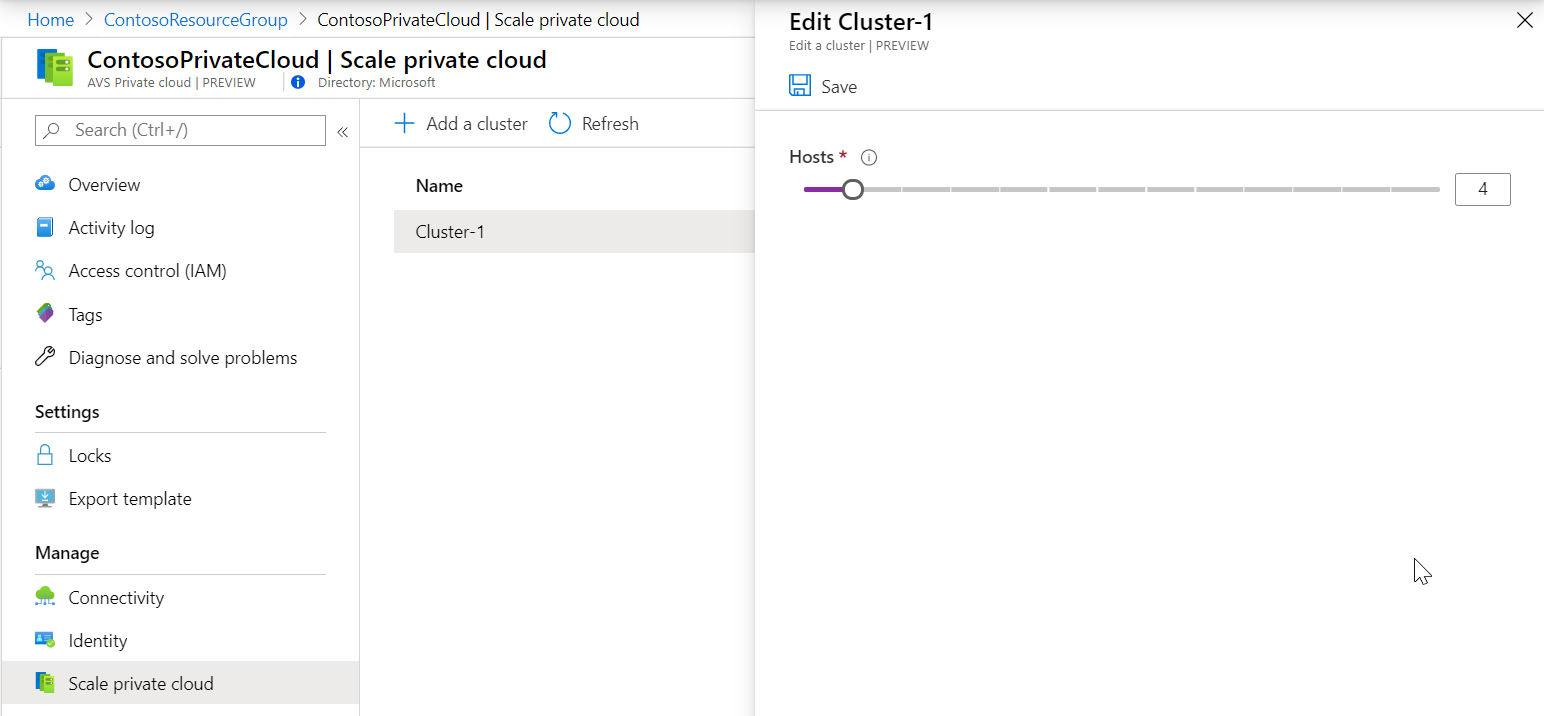 Home > ContosoResourceGroup > ContosoPrivateCloud | Scale private cloud
ContosoPrivateCloud | Scale private cloud
AVS Private cloud | PREVIEW
Directory: Microsoft
Search (Ctrl+/)
«
Overview
Activity log
Access control (IAM)
Tags
Diagnose and solve problems
Settings
Locks
Export template
Manage
Connectivity
Identity
Scale private cloud
Add a cluster
Refresh
Name
Cluster-1
Edit Cluster-1
Edit a cluster | PREVIEW
Save
Hosts *
4